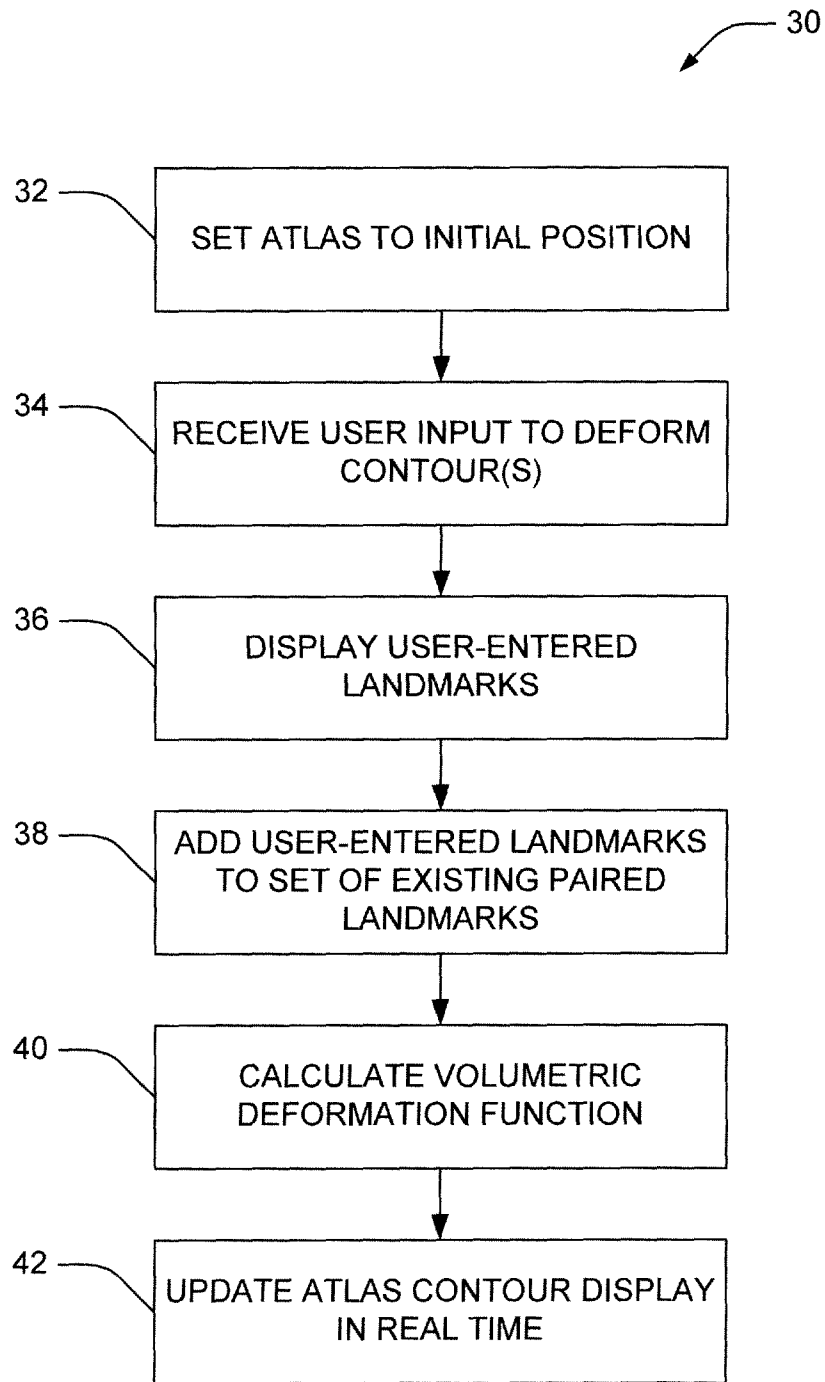 30
32
SET ATLAS TO INITIAL POSITION
34
RECEIVE USER INPUT TO DEFORM
CONTOUR(S)
36
DISPLAY USER-ENTERED
LANDMARKS
38
ADD USER-ENTERED LANDMARKS
TO SET OF EXISTING PAIRED
LANDMARKS
40
CALCULATE VOLUMETRIC
DEFORMATION FUNCTION
42
UPDATE ATLAS CONTOUR DISPLAY
IN REAL TIME